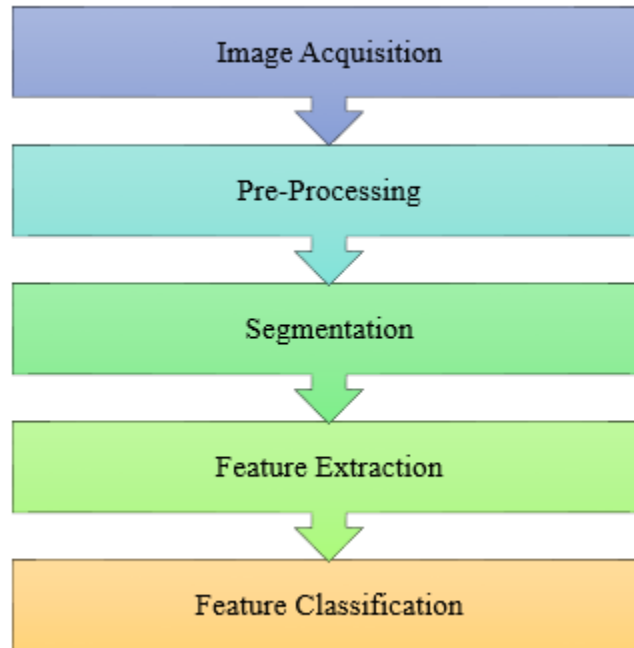 Image Acquisition
Pre-Processing
Segmentation
Feature Extraction
Feature Classification